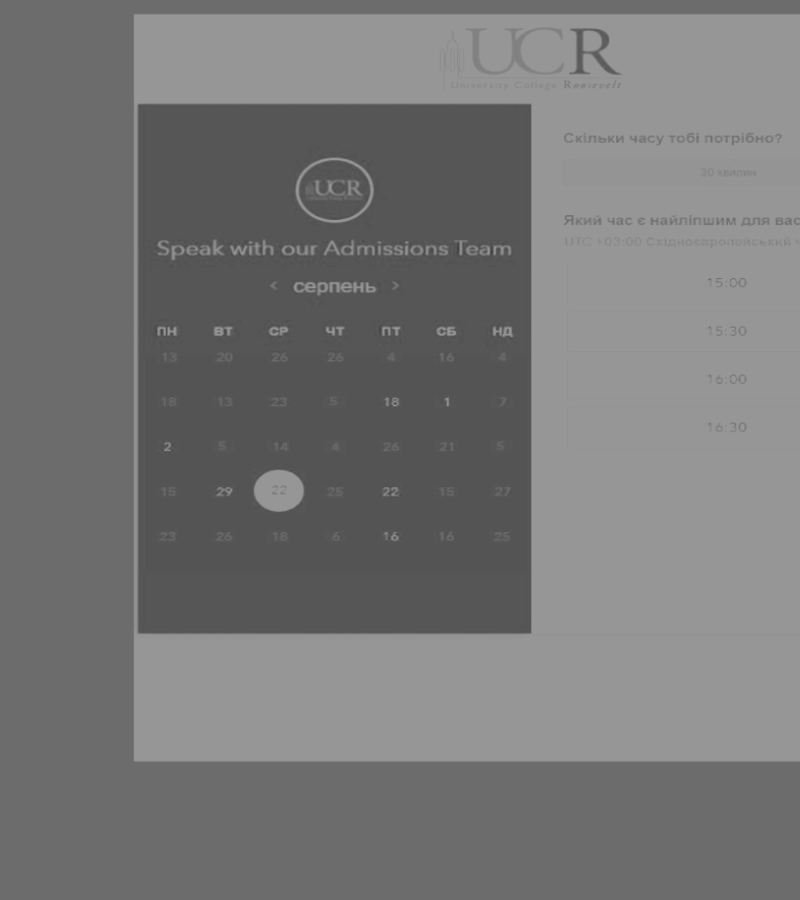 UCR
University College Roosevelt
UCR
Speak with our Admissions Team
< серпень >
ПН ВТ СР ЧТ ПТ СБ НД
13 20 26 26 4 16 4
18 13 23 5 18 1 7
2 5 14 4 26 21 5
15 29 22 25 22 15 27
23 26 18 6 16 16 25
Скільки часу тобі потрібно?
30 хвилин
Який час є найліпшим для вас
UTC +03:00 Східноєвропейський
15:00
15:30
16:00
16:30